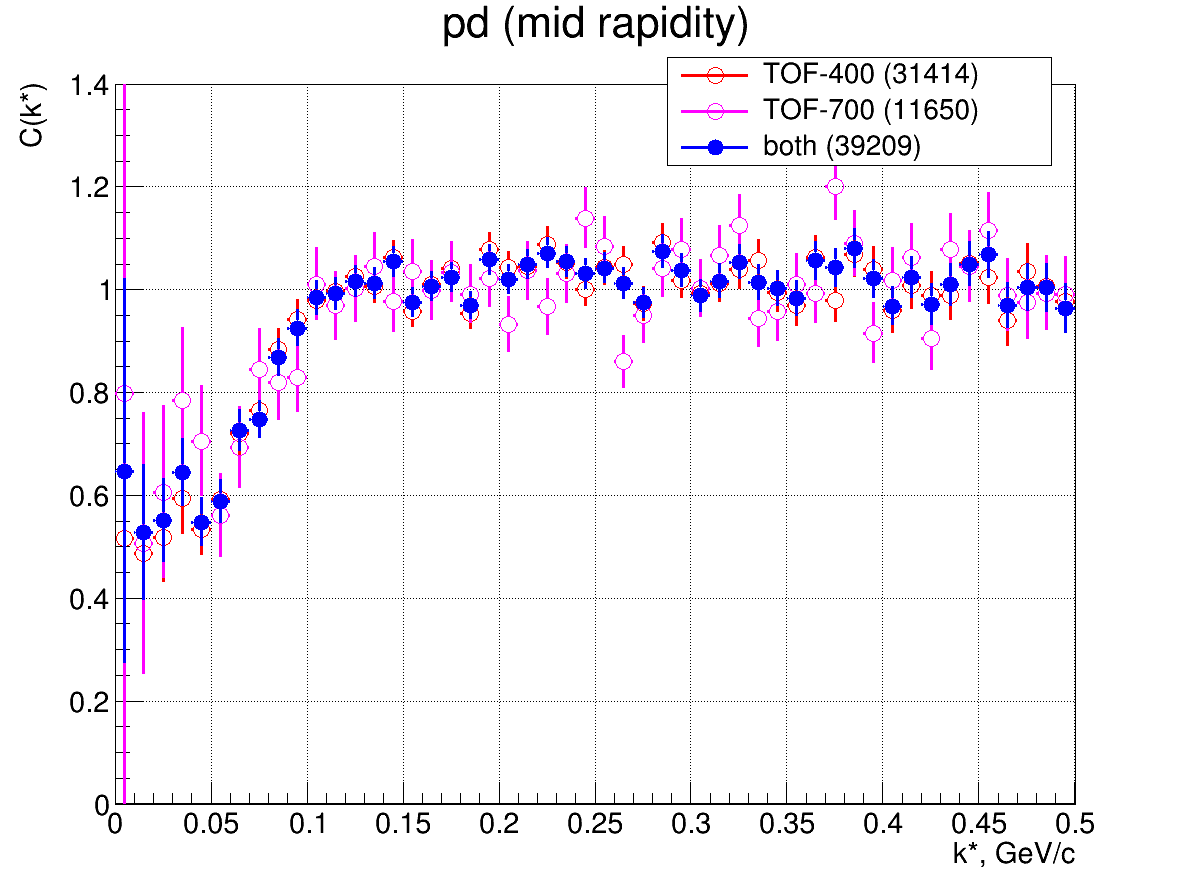 pd (mid rapidity)
TOF-400 (31414)
TOF-700 (11650)
both (39209)
C(k*)
1.4
1.2
1
0.8
0.6
0.4
0.2
0
0 0.05 0.1 0.15 0.2 0.25 0.3 0.35 0.4 0.45 0.5
k*, GeV/c